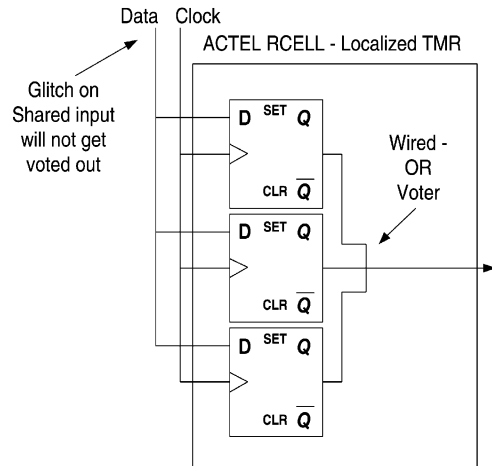 Data Clock
ACTEL RCELL - Localized TMR
Glitch on
Shared input
will not get
voted out
D SET Q
CLR Q̅
D SET Q
CLR Q̅
D SET Q
CLR Q̅
Wired -
OR
Voter